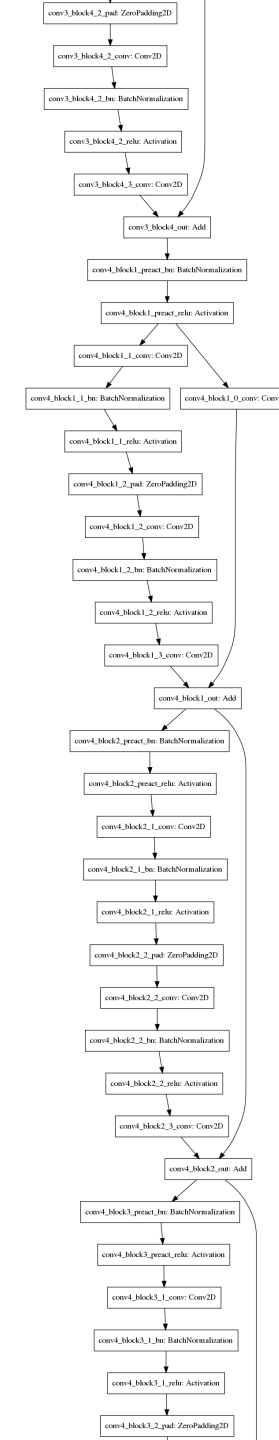 conv3_block4_2_pad: ZeroPadding2D
conv3_block4_2_conv: Conv2D
conv3_block4_2_bn: BatchNormalization
conv3_block4_2_relu: Activation
conv3_block4_3_conv: Conv2D
conv3_block4_out: Add
conv4_block1_preact_bn: BatchNormalization
conv4_block1_preact_relu: Activation
conv4_block1_1_conv: Conv2D
conv4_block1_1_bn: BatchNormalization
conv4_block1_0_conv: Conv
conv4_block1_1_relu: Activation
conv4_block1_2_pad: ZeroPadding2D
conv4_block1_2_conv: Conv2D
conv4_block1_2_bn: BatchNormalization
conv4_block1_2_relu: Activation
conv4_block1_3_conv: Conv2D
conv4_block1_out: Add
conv4_block2_preact_bn: BatchNormalization
conv4_block2_preact_relu: Activation
conv4_block2_1_conv: Conv2D
conv4_block2_1_bn: BatchNormalization
conv4_block2_1_relu: Activation
conv4_block2_2_pad: ZeroPadding2D
conv4_block2_2_conv: Conv2D
conv4_block2_2_bn: BatchNormalization
conv4_block2_2_relu: Activation
conv4_block2_3_conv: Conv2D
conv4_block2_out: Add
conv4_block3_preact_bn: BatchNormalization
conv4_block3_preact_relu: Activation
conv4_block3_1_conv: Conv2D
conv4_block3_1_bn: BatchNormalization
conv4_block3_1_relu: Activation
conv4_block3_2_pad: ZeroPadding2D